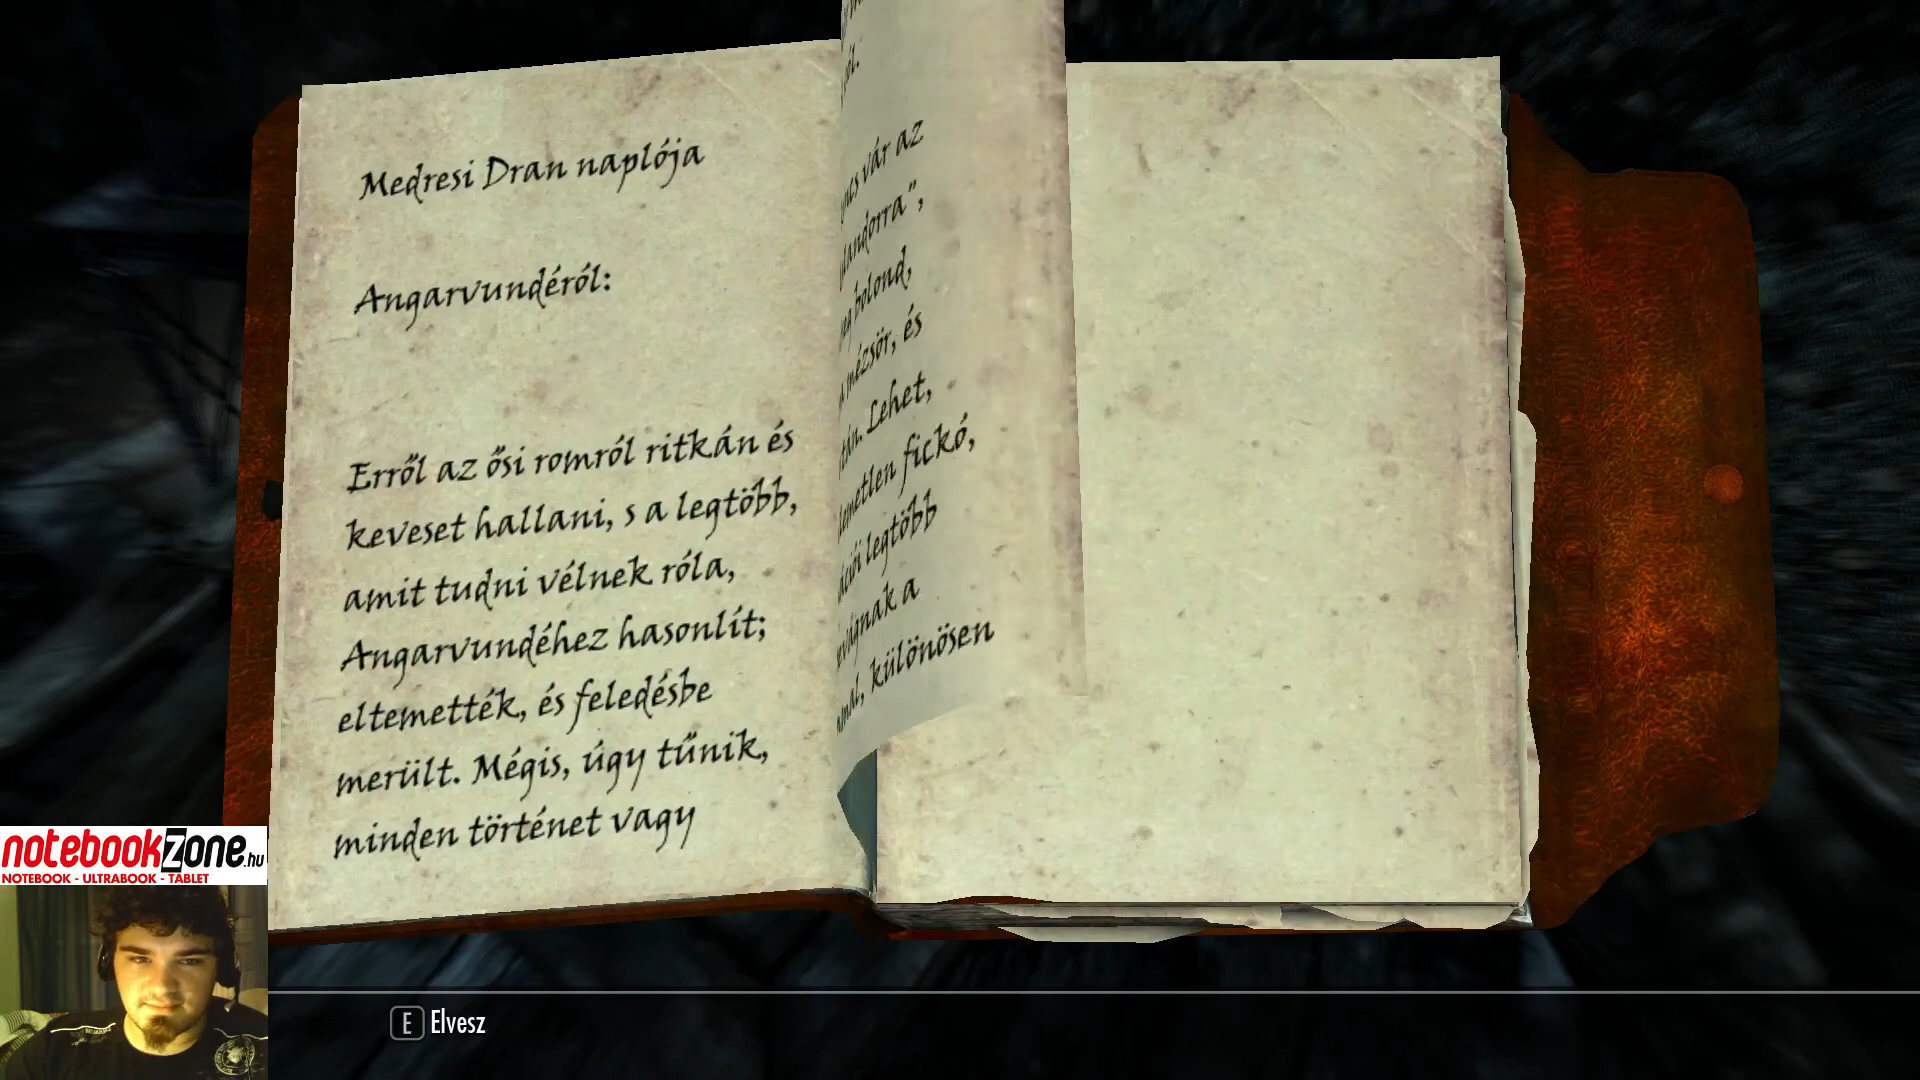 Medresi Dran naplója
Angarvundéról:
Erről az ősi romról ritkán és
keveset hallani, s a legtöbb,
amit tudni vélnek róla,
Angarvundéhez hasonlít;
eltemették, és feledésbe
merült. Mégis, úgy tűnik,
minden történet vagy
vár az
bolond,
és
Lehet,
fickó,
legtöbb
a
különösen
notebookZone.hu
NOTEBOOK - ULTRABOOK - TABLET
E Elvesz